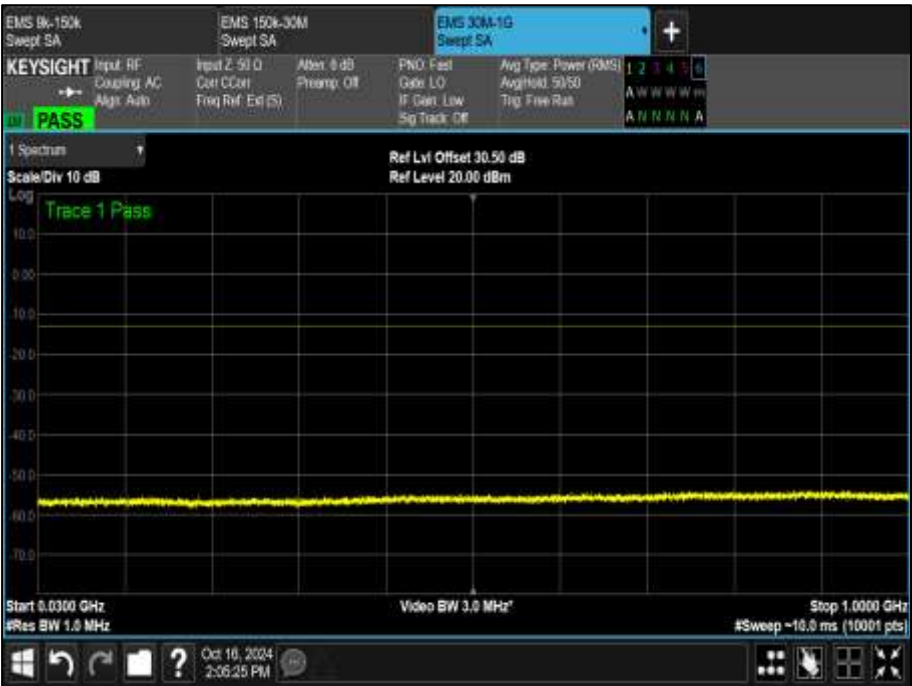 EMS 9k-150k
Swept SA
EMS 150k-30M
Swept SA
EMS 30M-1G
Swept SA
KEYSIGHT
Input: RF
Coupling: AC
Align: Auto
Input Z: 50 Ω
Corr CCorr
Freq Ref: Ext (S)
Atten: 6 dB
Preamp: Off
PNO: Fast
Gate: LO
IF Gain: Low
Sig Track: Off
Avg Type: Power (RMS)
Avg|Hold: 50/50
Trig: Free Run
1 2 3 4 5 6
A W W W W
A N N N N A
PASS
1 Spectrum
Scale/Div 10 dB
Ref Lvl Offset 30.50 dB
Ref Level 20.00 dBm
Log
Trace 1 Pass
10.0
0.00
-10.0
-20.0
-30.0
-40.0
-50.0
-60.0
-70.0
Start 0.0300 GHz
#Res BW 1.0 MHz
Video BW 3.0 MHz*
Stop 1.0000 GHz
#Sweep ~10.0 ms (10001 pts)
?
Oct 16, 2024
2:05:25 PM